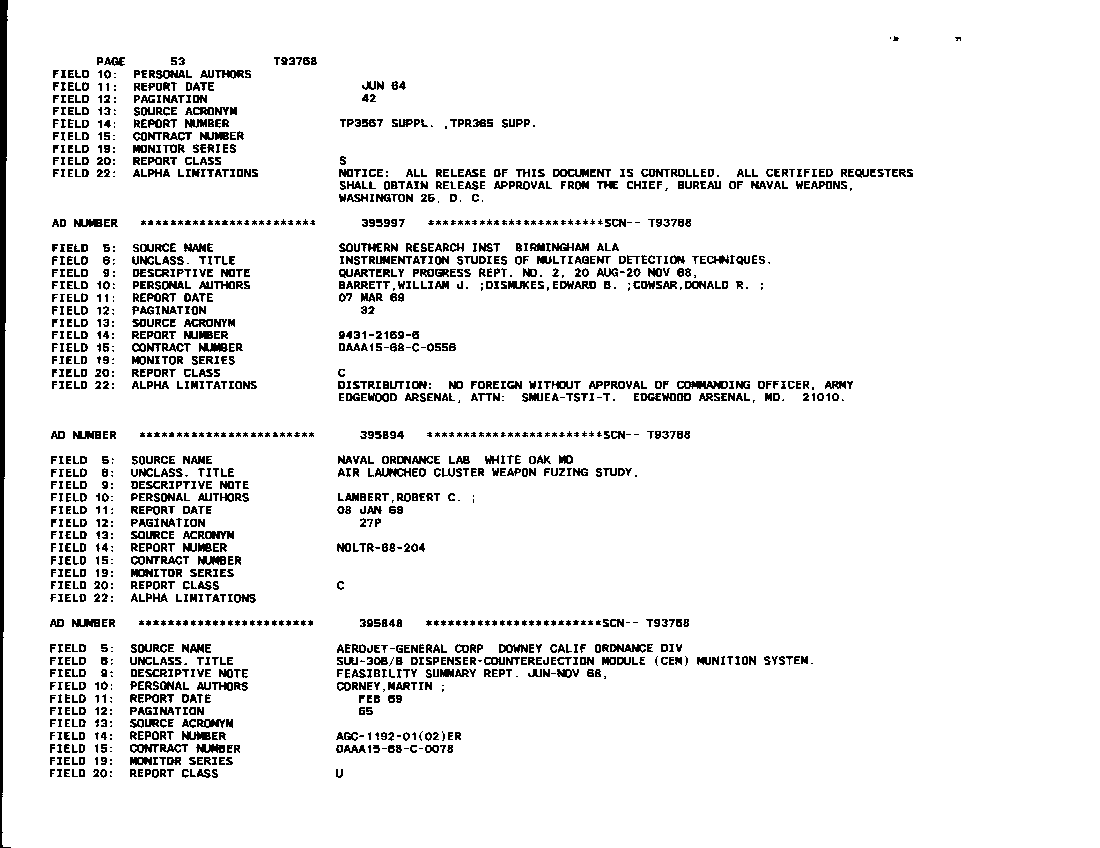 PAGE 53 T93768
FIELD 10: PERSONAL AUTHORS
FIELD 11: REPORT DATE JUN 64
FIELD 12: PAGINATION 42
FIELD 13: SOURCE ACRONYM
FIELD 14: REPORT NUMBER TP3567 SUPPL. ,TPR365 SUPP.
FIELD 15: CONTRACT NUMBER
FIELD 19: MONITOR SERIES
FIELD 20: REPORT CLASS S
FIELD 22: ALPHA LIMITATIONS NOTICE: ALL RELEASE OF THIS DOCUMENT IS CONTROLLED. ALL CERTIFIED REQUESTERS
SHALL OBTAIN RELEASE APPROVAL FROM THE CHIEF, BUREAU OF NAVAL WEAPONS,
WASHINGTON 25, D. C.
AD NUMBER ************************ 395997 ************************SCN-- T93768
FIELD 5: SOURCE NAME SOUTHERN RESEARCH INST BIRMINGHAM ALA
FIELD 6: UNCLASS. TITLE INSTRUMENTATION STUDIES OF MULTIAGENT DETECTION TECHNIQUES.
FIELD 9: DESCRIPTIVE NOTE QUARTERLY PROGRESS REPT. NO. 2, 20 AUG-20 NOV 68,
FIELD 10: PERSONAL AUTHORS BARRETT,WILLIAM J. ;DISMUKES,EDWARD B. ;COWSAR,DONALD R. ;
FIELD 11: REPORT DATE 07 MAR 69
FIELD 12: PAGINATION 32
FIELD 13: SOURCE ACRONYM
FIELD 14: REPORT NUMBER 9431-2169-6
FIELD 15: CONTRACT NUMBER DAAA15-68-C-0556
FIELD 19: MONITOR SERIES
FIELD 20: REPORT CLASS C
FIELD 22: ALPHA LIMITATIONS DISTRIBUTION: NO FOREIGN WITHOUT APPROVAL OF COMMANDING OFFICER, ARMY
EDGEWOOD ARSENAL, ATTN: SMUEA-TSTI-T. EDGEWOOD ARSENAL, MD. 21010.
AD NUMBER ************************ 395894 ************************SCN-- T93768
FIELD 5: SOURCE NAME NAVAL ORDNANCE LAB WHITE OAK MD
FIELD 6: UNCLASS. TITLE AIR LAUNCHED CLUSTER WEAPON FUZING STUDY.
FIELD 9: DESCRIPTIVE NOTE
FIELD 10: PERSONAL AUTHORS LAMBERT,ROBERT C. ;
FIELD 11: REPORT DATE 08 JAN 69
FIELD 12: PAGINATION 27P
FIELD 13: SOURCE ACRONYM
FIELD 14: REPORT NUMBER NOLTR-68-204
FIELD 15: CONTRACT NUMBER
FIELD 19: MONITOR SERIES
FIELD 20: REPORT CLASS C
FIELD 22: ALPHA LIMITATIONS
AD NUMBER ************************ 395848 ************************SCN-- T93768
FIELD 5: SOURCE NAME AEROJET-GENERAL CORP DOWNEY CALIF ORDNANCE DIV
FIELD 6: UNCLASS. TITLE SUU-30B/B DISPENSER-COUNTEREJECTION MODULE (CEM) MUNITION SYSTEM.
FIELD 9: DESCRIPTIVE NOTE FEASIBILITY SUMMARY REPT. JUN-NOV 68,
FIELD 10: PERSONAL AUTHORS CORNEY,MARTIN ;
FIELD 11: REPORT DATE FEB 69
FIELD 12: PAGINATION 65
FIELD 13: SOURCE ACRONYM
FIELD 14: REPORT NUMBER AGC-1192-01(02)ER
FIELD 15: CONTRACT NUMBER DAAA15-68-C-0078
FIELD 19: MONITOR SERIES
FIELD 20: REPORT CLASS U